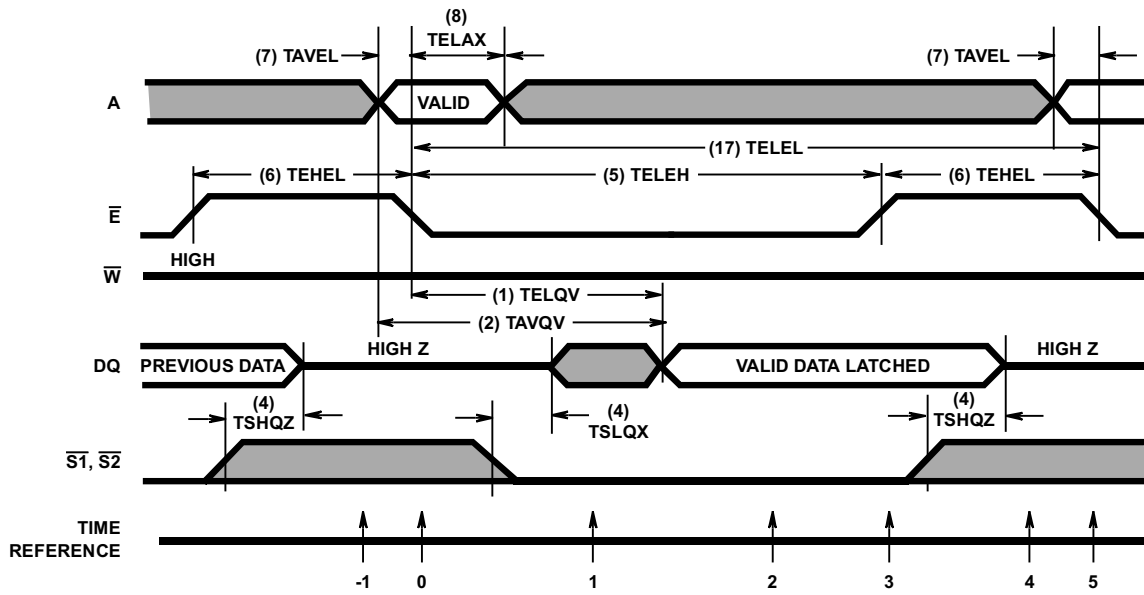 (8)
TELAX
(7) TAVEL
(7) TAVEL
A
VALID
(17) TELEL
(6) TEHEL
(5) TELEH
(6) TEHEL
E
HIGH
W
(1) TELQV
(2) TAVQV
HIGH Z
HIGH Z
DQ
PREVIOUS DATA
VALID DATA LATCHED
(4)
TSHQZ
(4)
TSLQX
(4)
TSHQZ
S1, S2
TIME
REFERENCE
-1 0 1 2 3 4 5